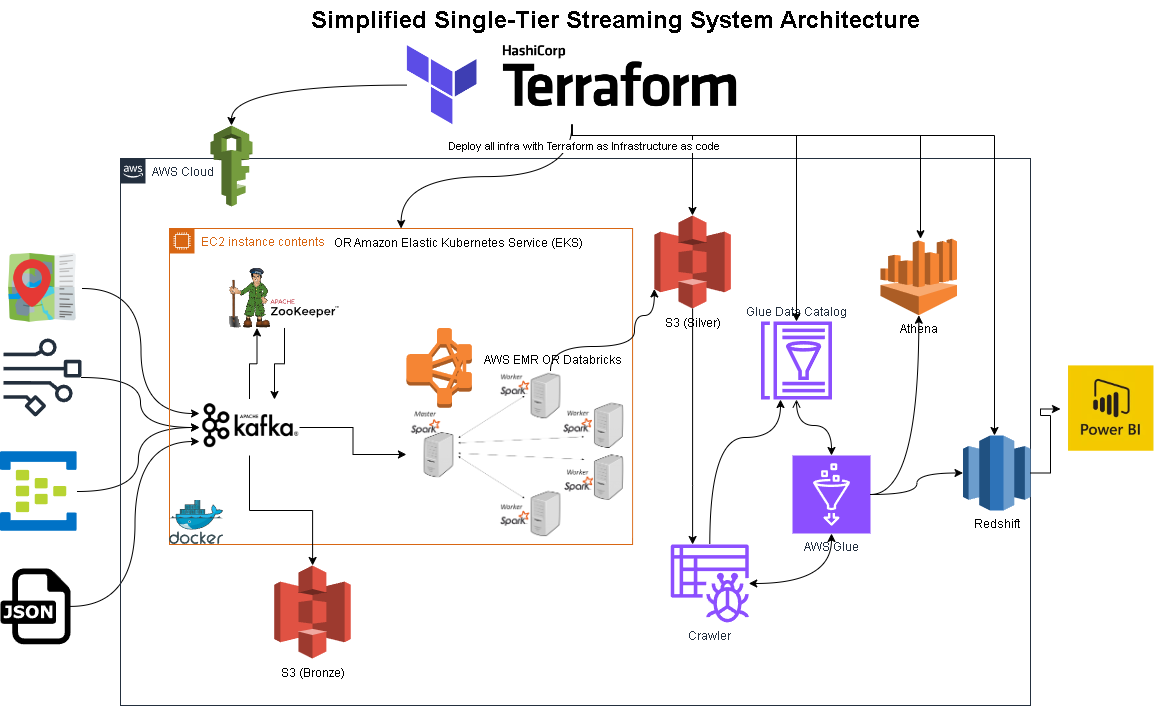 Simplified Single-Tier Streaming System Architecture
HashiCorp
Terraform
Deploy all infra with Terraform as Infrastructure as code
aws
AWS Cloud
EC2 instance contents
OR Amazon Elastic Kubernetes Service (EKS)
APACHE
ZooKeeper™
S3 (Silver)
Glue Data Catalog
Athena
AWS EMR OR Databricks
Worker
Spark
Master
Spark
Worker
Spark
Worker
Spark
Worker
Spark
APACHE
kafka®
Power BI
docker
AWS Glue
Redshift
JSON
Crawler
S3 (Bronze)